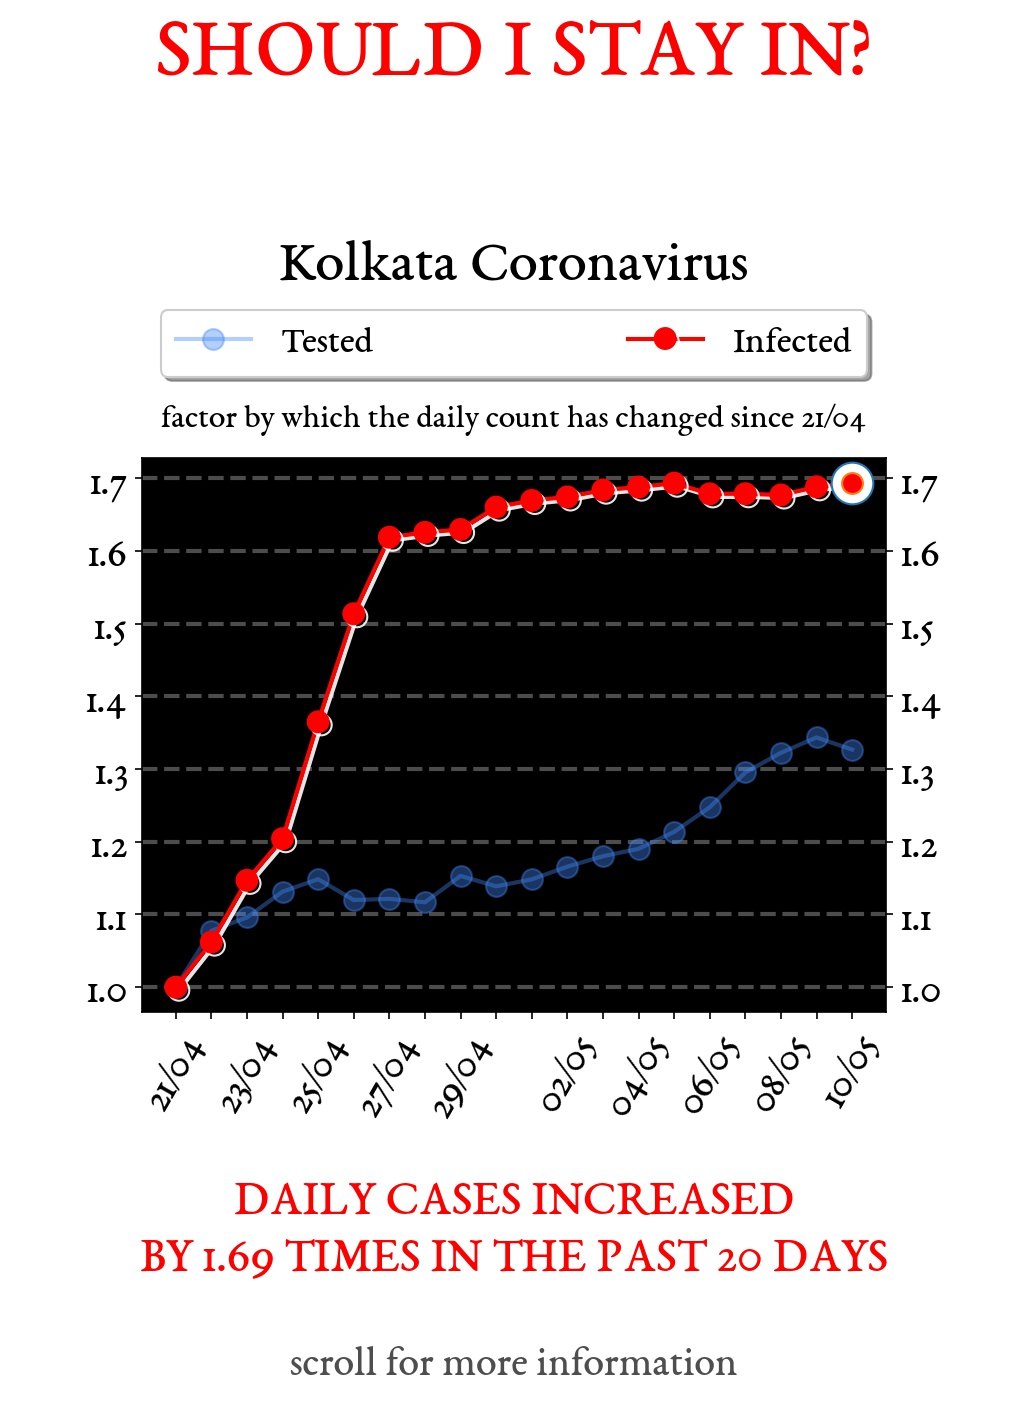 SHOULD I STAY IN?
Kolkata Coronavirus
Tested Infected
factor by which the daily count has changed since 21/04
1.7 1.7
1.6 1.6
1.5 1.5
1.4 1.4
1.3 1.3
1.2 1.2
1.1 1.1
1.0 1.0
21/04 23/04 25/04 27/04 29/04 02/05 04/05 06/05 08/05 10/05
DAILY CASES INCREASED
BY 1.69 TIMES IN THE PAST 20 DAYS
scroll for more information